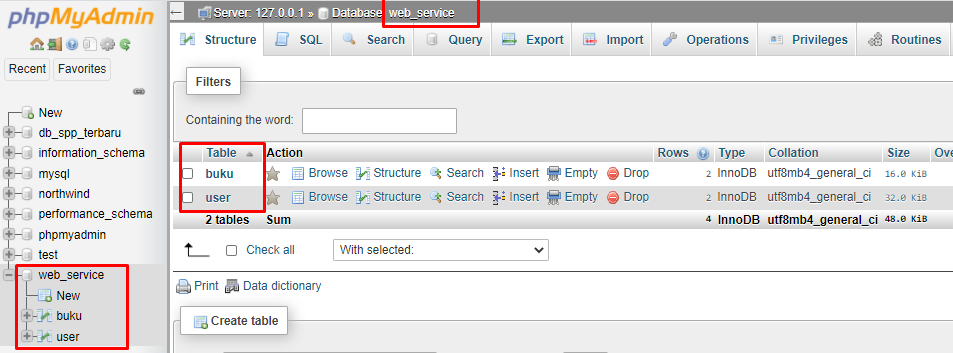 phpMyAdmin
Recent Favorites
New
db_spp_terbaru
information_schema
mysql
northwind
performance_schema
phpmyadmin
test
web_service
New
buku
user
Server: 127.0.0.1 » Database web_service
Structure SQL Search Query Export Import Operations Privileges Routines
Filters
Containing the word:
Table Action Rows Type Collation Size Ove
buku Browse Structure Search Insert Empty Drop 2 InnoDB utf8mb4_general_ci 16.0 KiB
user Browse Structure Search Insert Empty Drop 2 InnoDB utf8mb4_general_ci 32.0 KiB
2 tables Sum 4 InnoDB utf8mb4_general_ci 48.0 KiB
Check all With selected:
Print Data dictionary
Create table